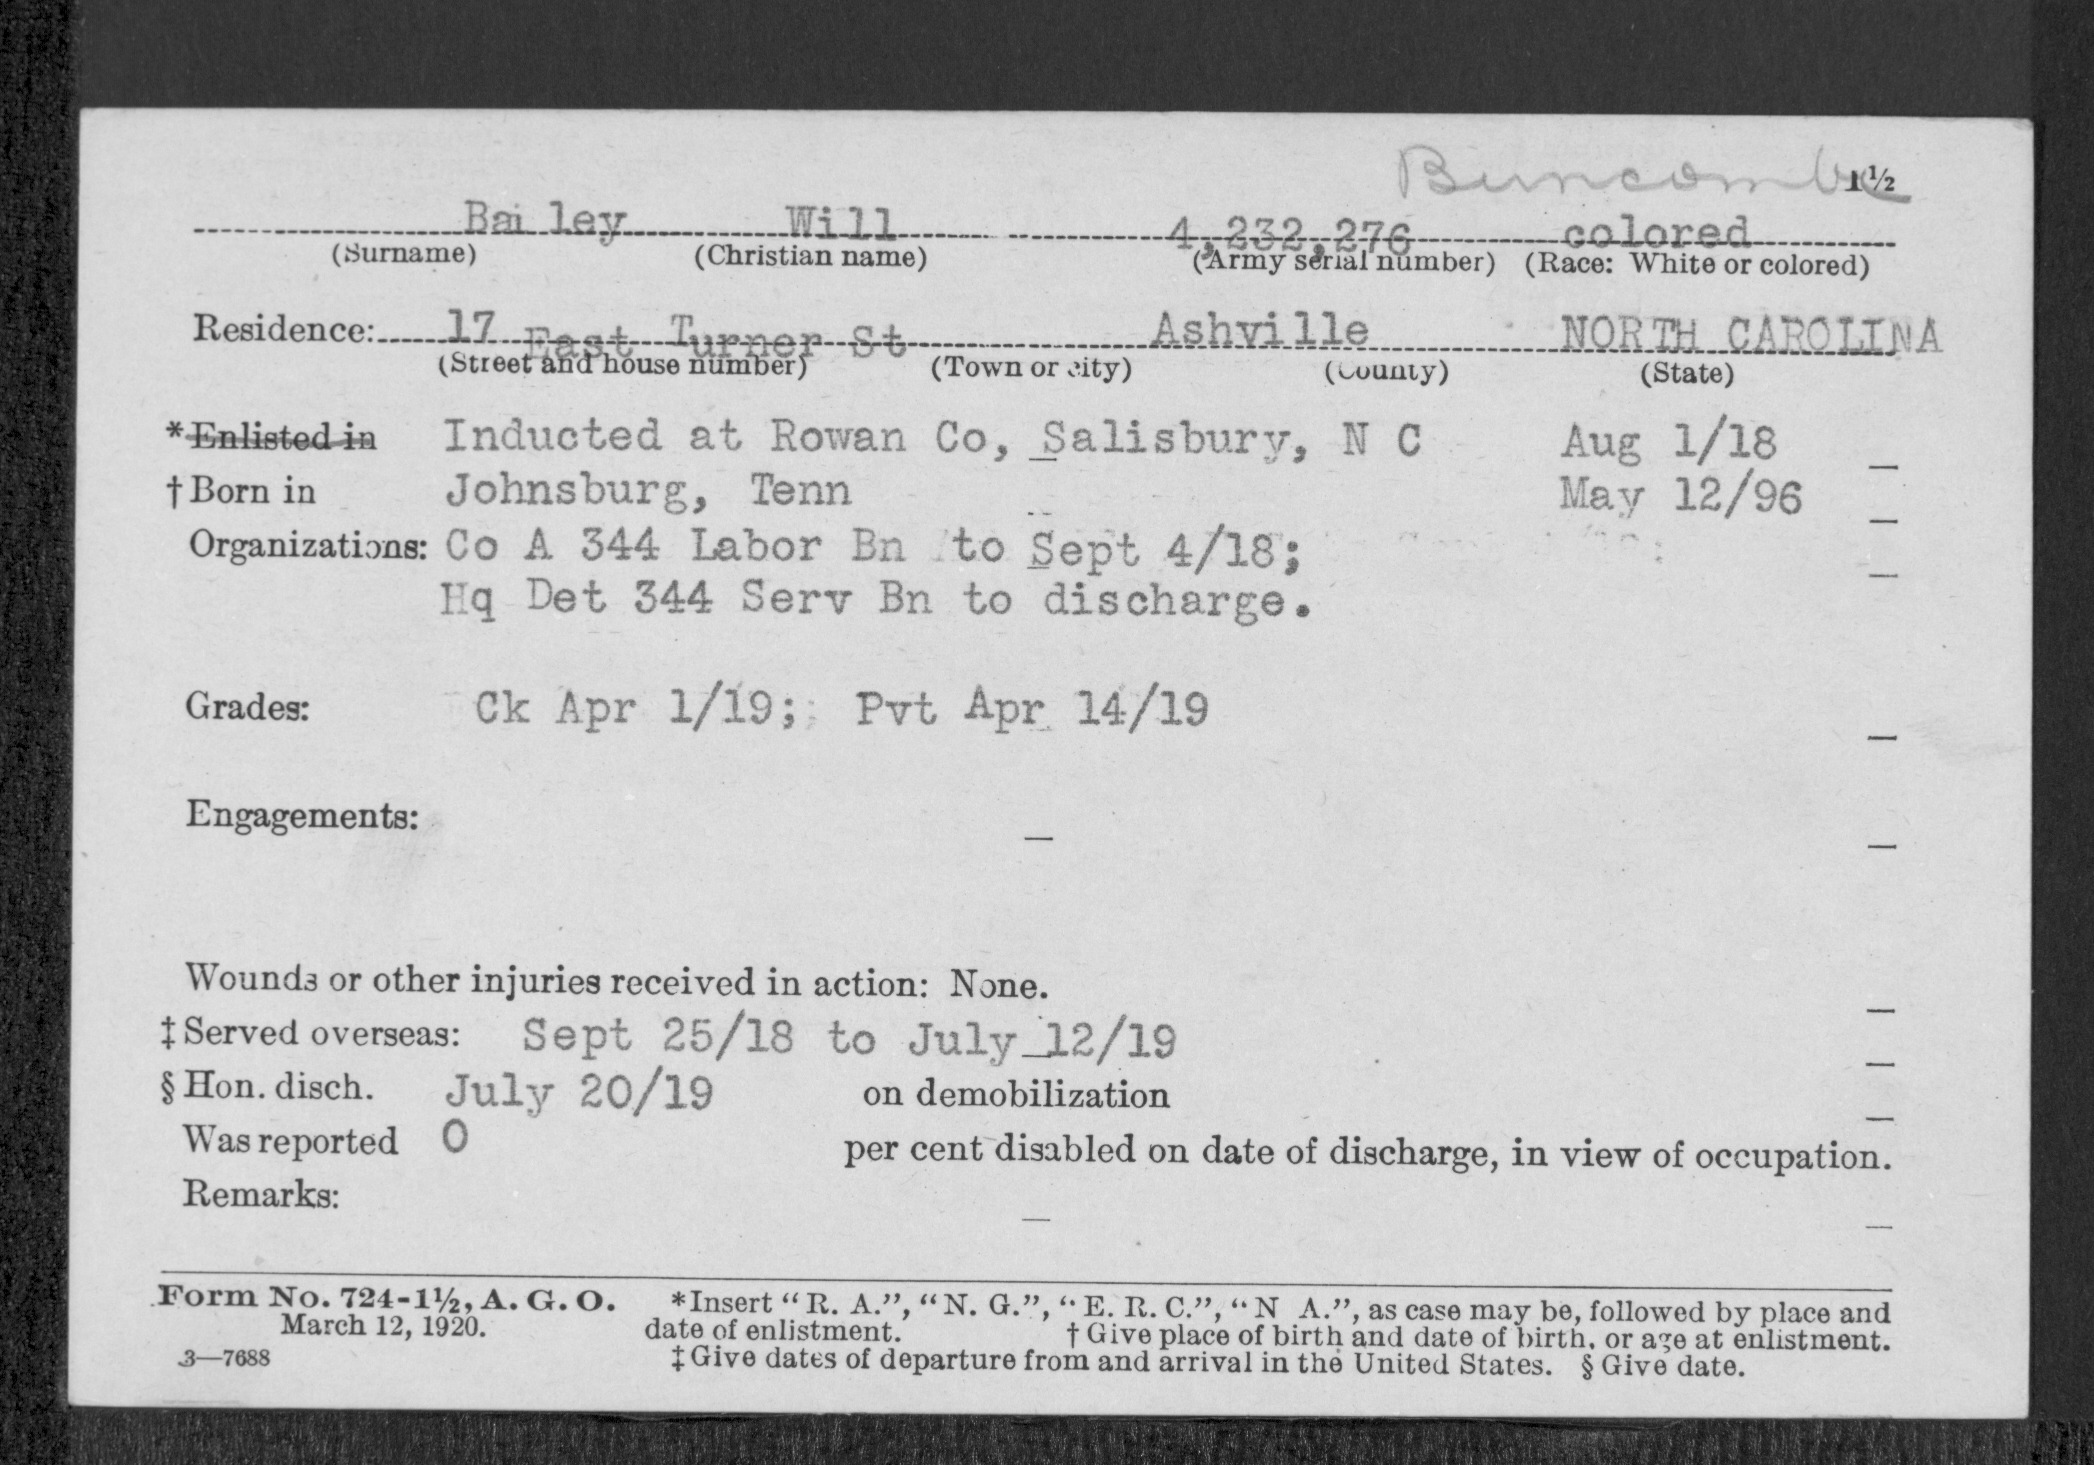 Buncombe 1½
Bailey Will 4,232,276 colored
(Surname) (Christian name) (Army serial number) (Race: White or colored)
Residence: 17 East Turner St Ashville NORTH CAROLINA
(Street and house number) (Town or city) (County) (State)
*Enlisted in Inducted at Rowan Co, Salisbury, N C Aug 1/18
†Born in Johnsburg, Tenn May 12/96
Organizations: Co A 344 Labor Bn to Sept 4/18;
Hq Det 344 Serv Bn to discharge.
Grades: Ck Apr 1/19; Pvt Apr 14/19
Engagements: —
Wounds or other injuries received in action: None.
‡Served overseas: Sept 25/18 to July 12/19
§Hon. disch. July 20/19 on demobilization
Was reported 0 per cent disabled on date of discharge, in view of occupation.
Remarks: —
Form No. 724-1½, A. G. O. *Insert "R. A.", "N. G.", "E. R. C.", "N A.", as case may be, followed by place and
March 12, 1920. date of enlistment. †Give place of birth and date of birth, or age at enlistment.
3—7688 ‡Give dates of departure from and arrival in the United States. §Give date.